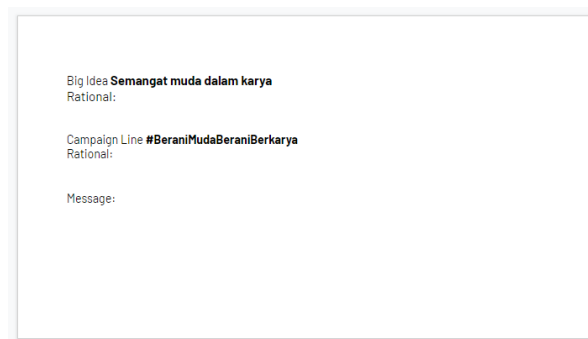 Big Idea Semangat muda dalam karya
Rational:
Campaign Line #BeraniMudaBeraniBerkarya
Rational:
Message: